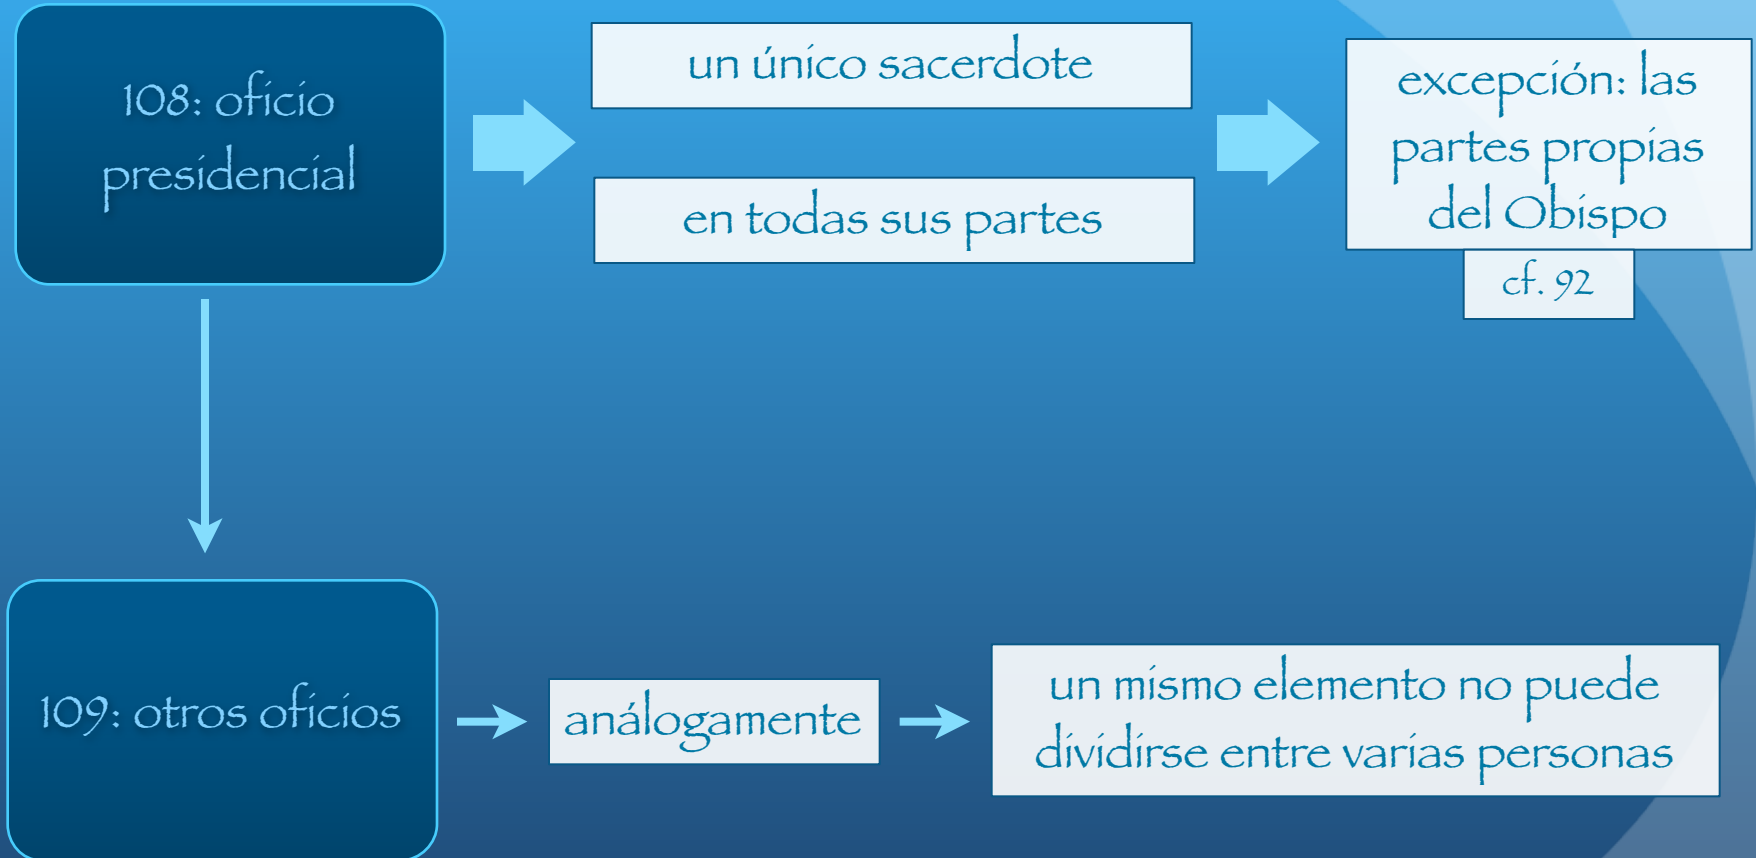 108: oficio
presidencial
un único sacerdote
en todas sus partes
excepción: las
partes propias
del Obispo
cf. 92
109: otros oficios
análogamente
un mismo elemento no puede
dividirse entre varias personas